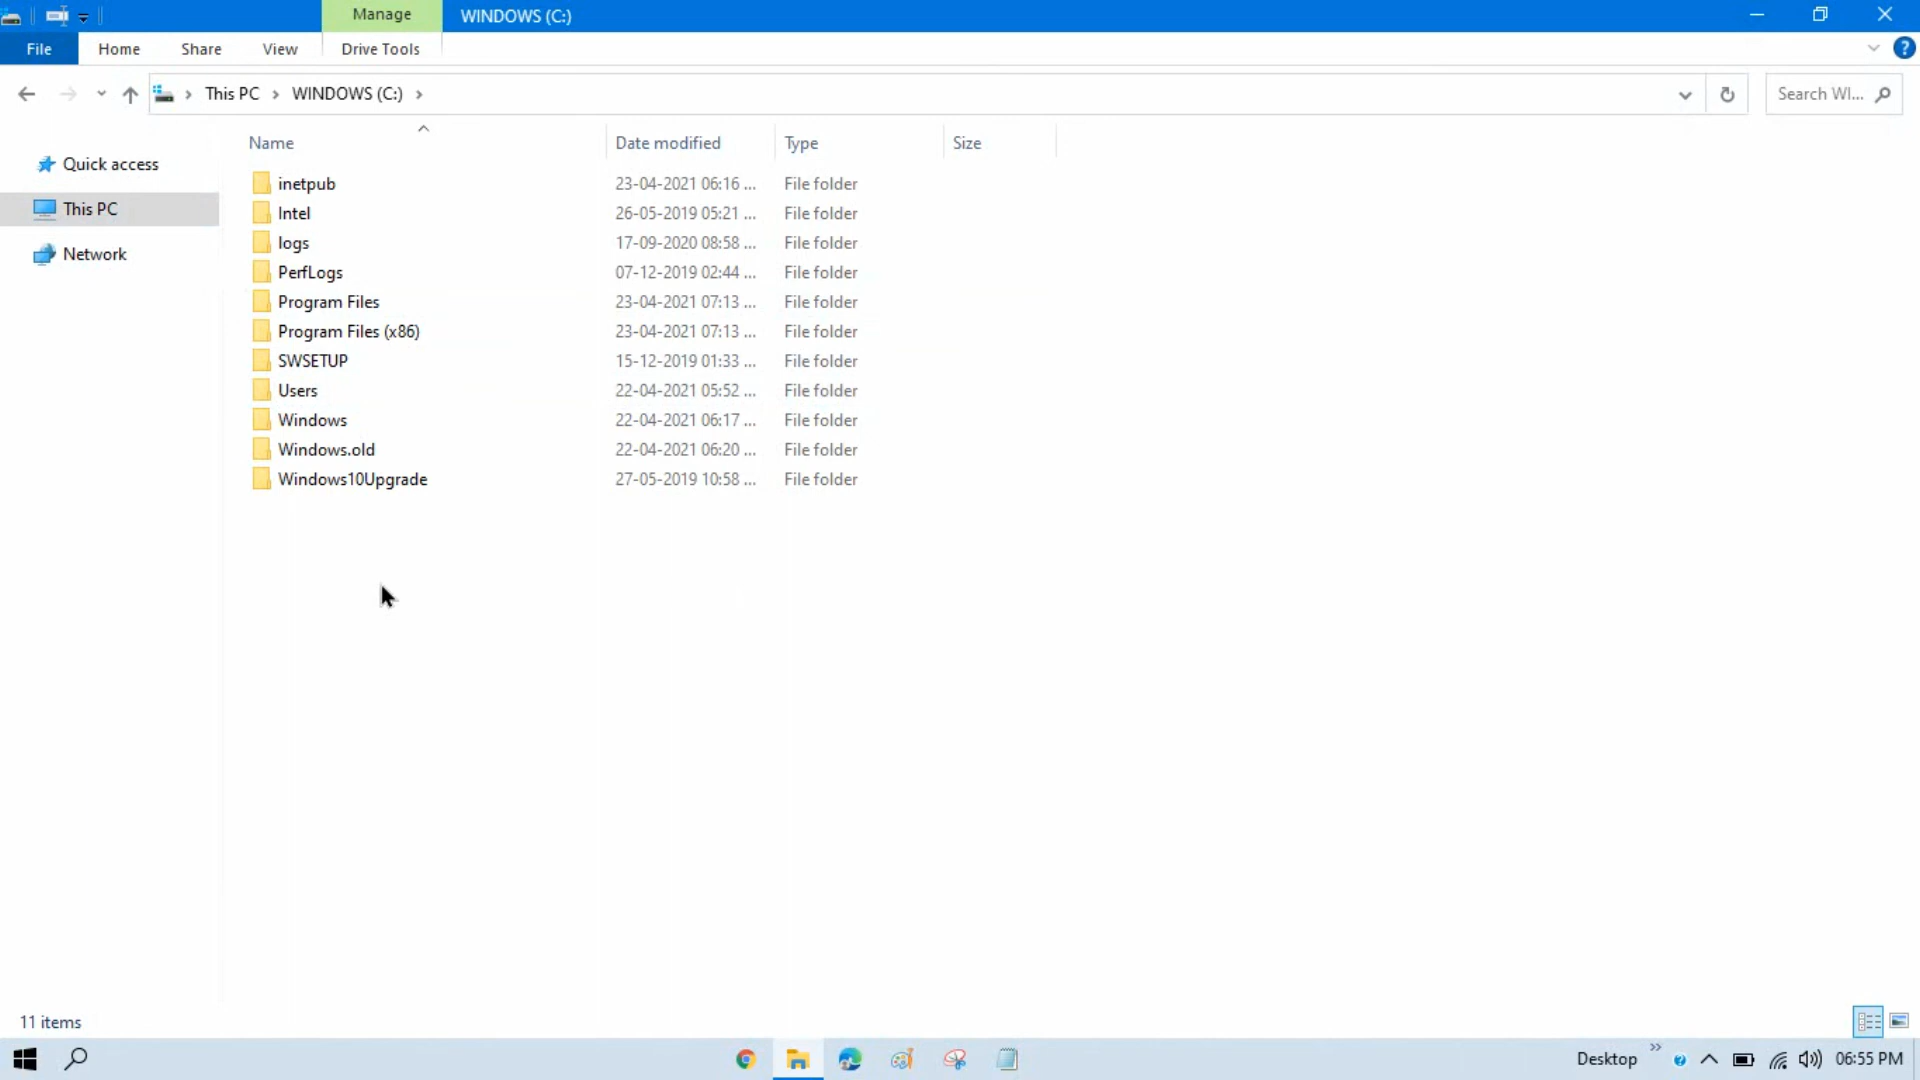 Manage WINDOWS (C:)
File Home Share View Drive Tools
This PC WINDOWS (C:) Search WI...
Name Date modified Type Size
Quick access
This PC
Network
inetpub 23-04-2021 06:16 ... File folder
Intel 26-05-2019 05:21 ... File folder
logs 17-09-2020 08:58 ... File folder
PerfLogs 07-12-2019 02:44 ... File folder
Program Files 23-04-2021 07:13 ... File folder
Program Files (x86) 23-04-2021 07:13 ... File folder
SWSETUP 15-12-2019 01:33 ... File folder
Users 22-04-2021 05:52 ... File folder
Windows 22-04-2021 06:17 ... File folder
Windows.old 22-04-2021 06:20 ... File folder
Windows10Upgrade 27-05-2019 10:58 ... File folder
11 items
Desktop 06:55 PM